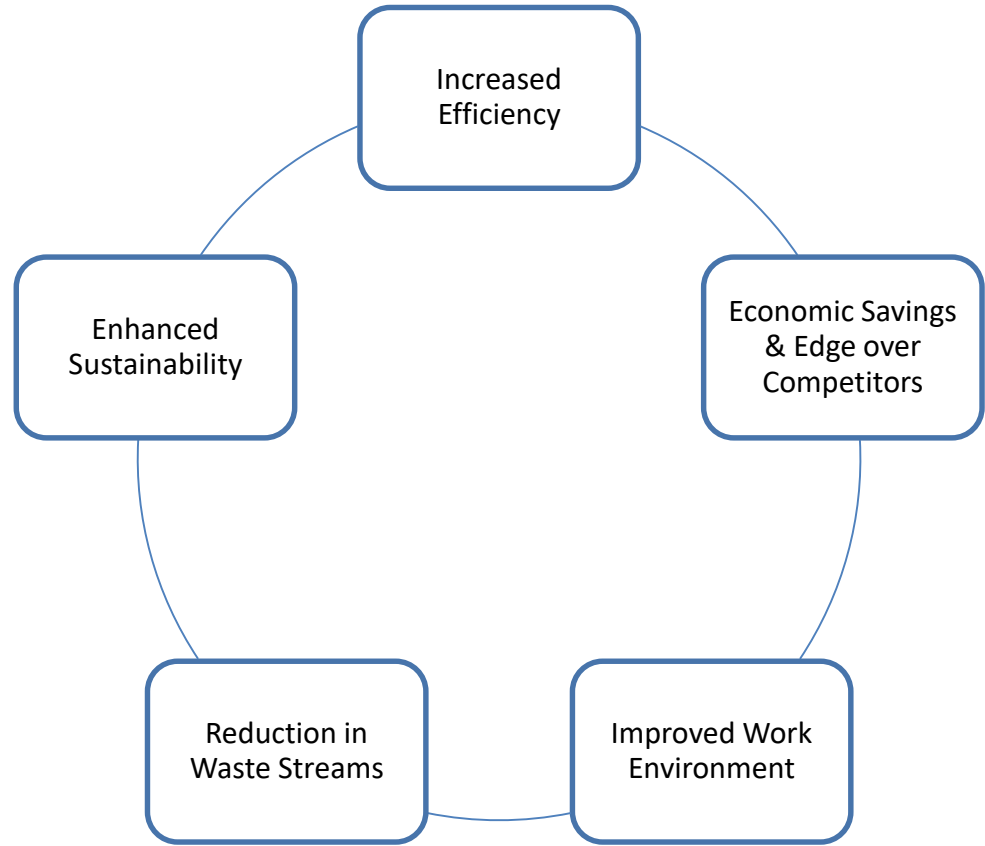 Increased
Efficiency
Economic Savings
& Edge over
Competitors
Improved Work
Environment
Reduction in
Waste Streams
Enhanced
Sustainability